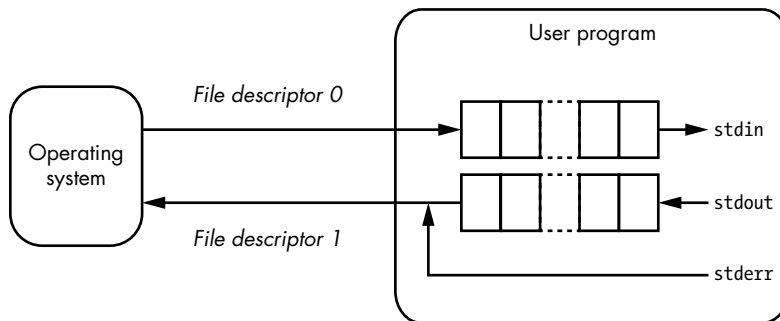 User program
File descriptor 0
Operating
system
stdin
stdout
File descriptor 1
stderr